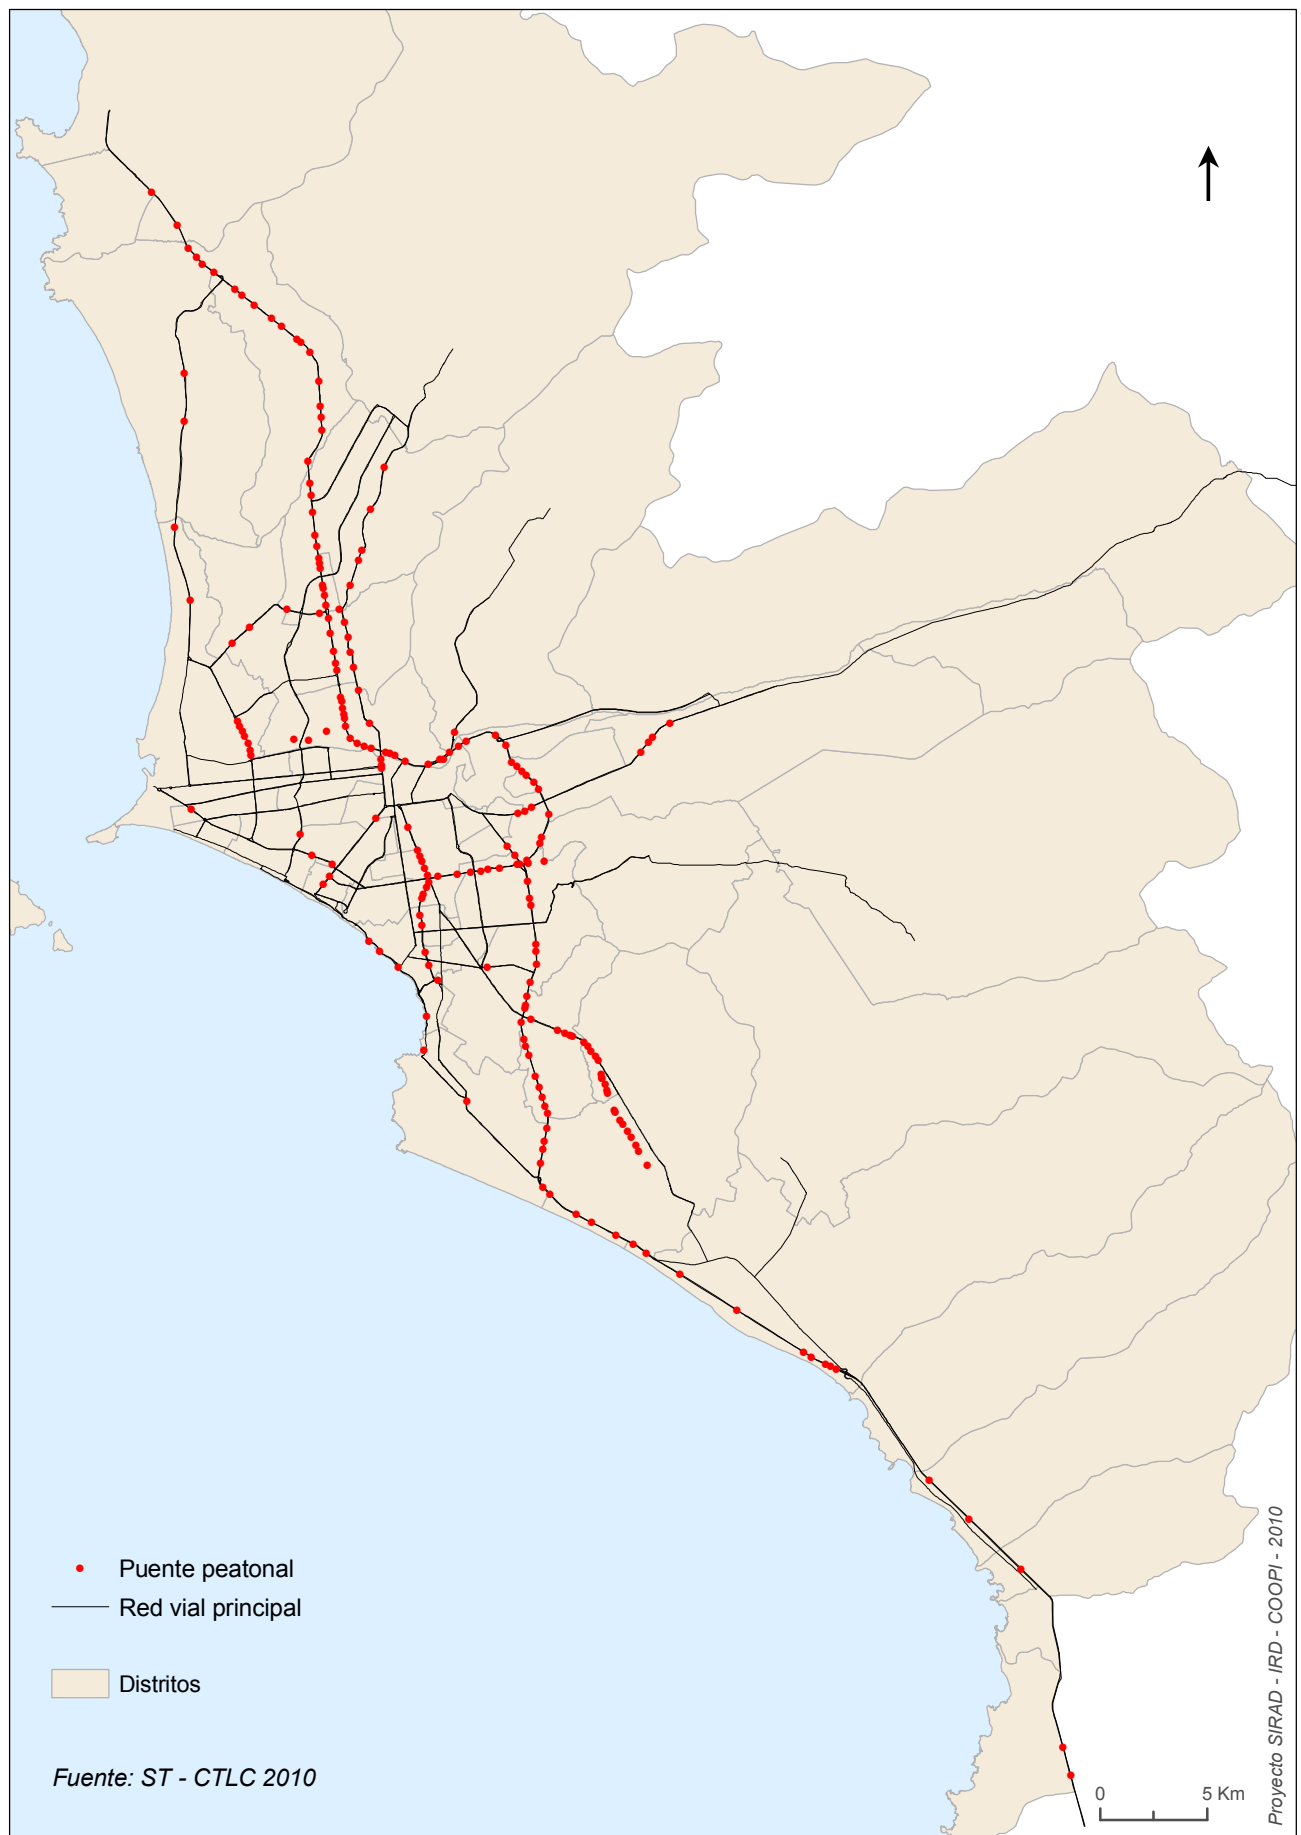 Puente peatonal
Red vial principal
Distritos
Fuente: ST - CTLC 2010
0 5 Km
Proyecto SIRAD - IRD - COOPI - 2010